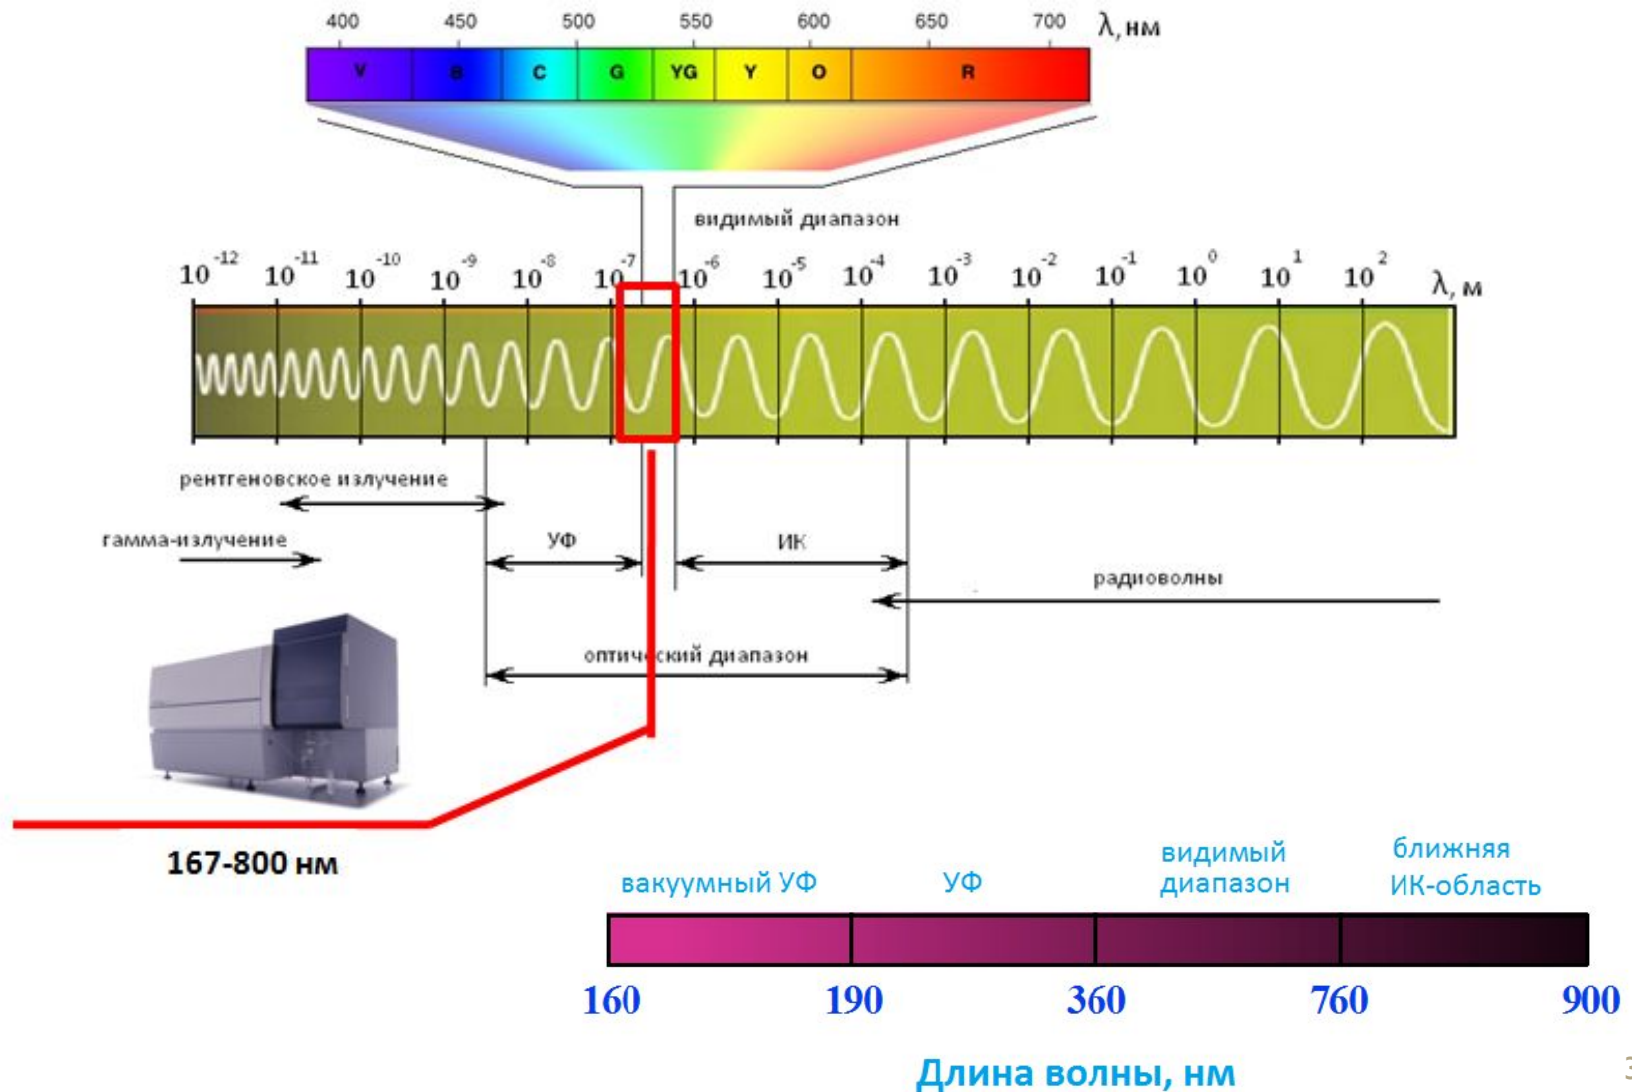 400 450 500 550 600 650 700 λ, нм
V B C G YG Y O R
видимый диапазон
10⁻¹² 10⁻¹¹ 10⁻¹⁰ 10⁻⁹ 10⁻⁸ 10⁻⁷ 10⁻⁶ 10⁻⁵ 10⁻⁴ 10⁻³ 10⁻² 10⁻¹ 10⁰ 10¹ 10² λ, м
рентгеновское излучение
гамма-излучение
УФ
ИК
радиоволны
оптический диапазон
167-800 нм
вакуумный УФ
УФ
видимый
диапазон
ближняя
ИК-область
160 190 360 760 900
Длина волны, нм